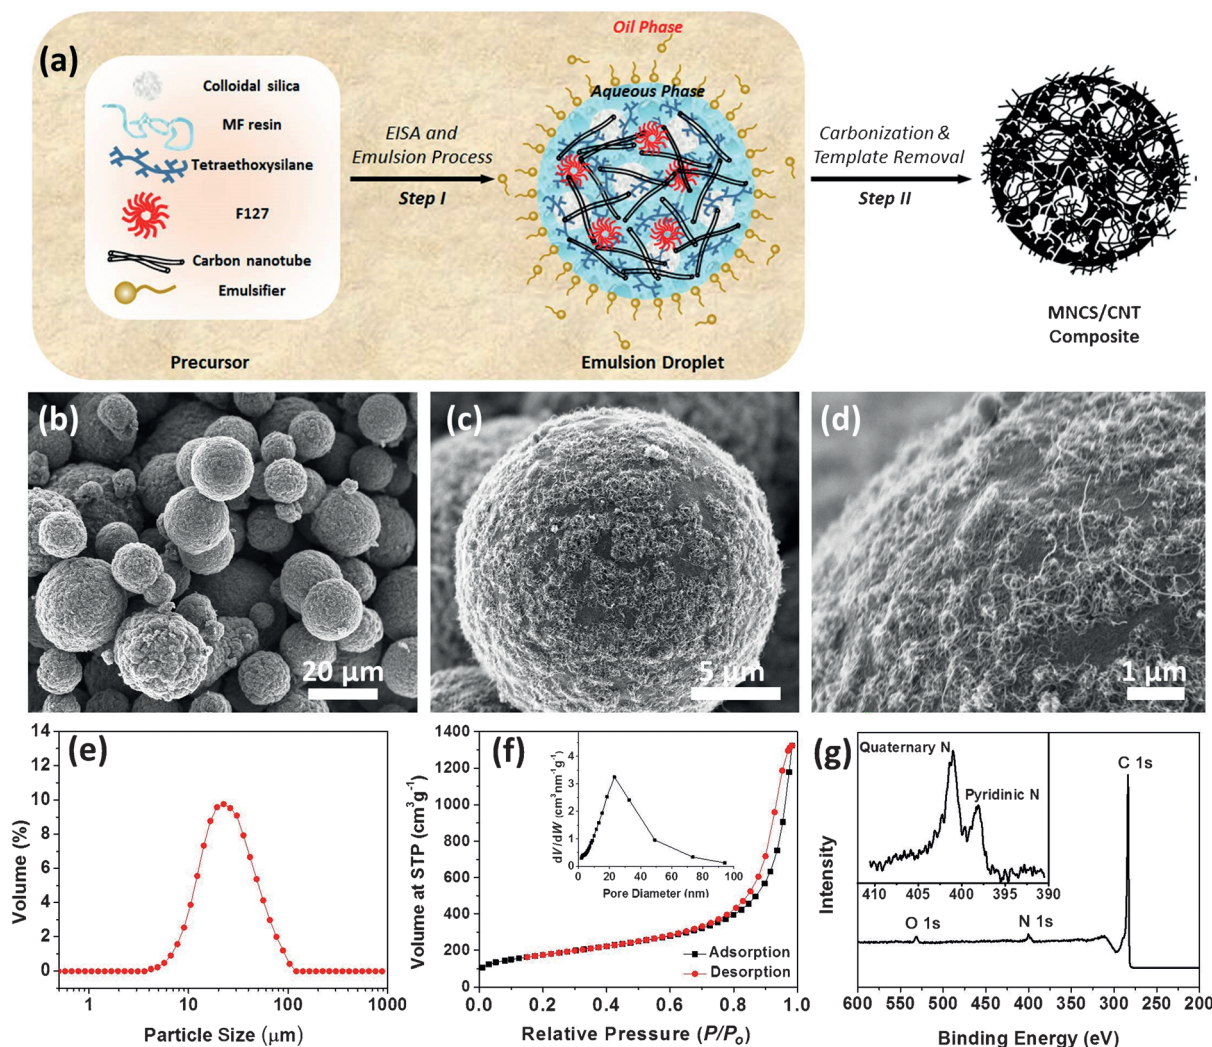 (a)
Colloidal silica
MF resin
Tetraethoxysilane
F127
Carbon nanotube
Emulsifier
Precursor
EISA and
Emulsion Process
Step I
Oil Phase
Aqueous Phase
Emulsion Droplet
Carbonization &
Template Removal
Step II
MNCS/CNT
Composite
(b)
20 μm
(c)
5 μm
(d)
1 μm
(e)
14
12
10
8
6
4
2
0
Volume (%)
1
10
100
1000
Particle Size (μm)
(f)
1400
1200
1000
800
600
400
200
0
Volume at STP (cm³g⁻¹)
4
3
2
1
0
dV/dW (cm³nm⁻¹g⁻¹)
0 20 40 60 80 100
Pore Diameter (nm)
Adsorption
Desorption
0.0 0.2 0.4 0.6 0.8 1.0
Relative Pressure (P/Po)
(g)
Quaternary N
Pyridinic N
410 405 400 395 390
C 1s
O 1s
N 1s
Intensity
600 550 500 450 400 350 300 250 200
Binding Energy (eV)